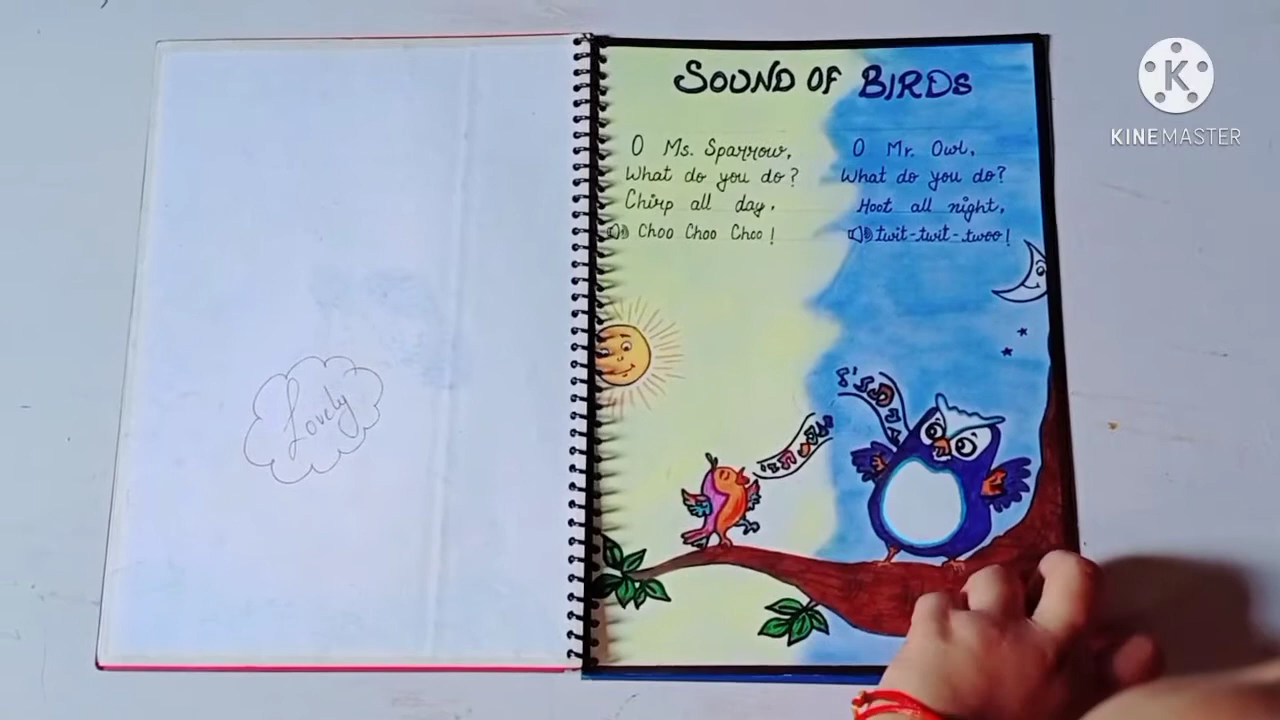 Lovely
SOUND OF BIRDS
O Ms. Sparrow,
What do you do?
Chirp all day,
Choo Choo Choo!
O Mr. Owl,
What do you do?
Hoot all night,
twit-twit-twoo!
K
KINEMASTER